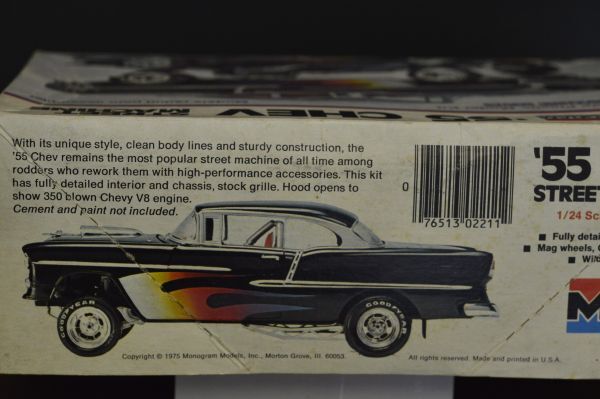 '55 CHEV
With its unique style, clean body lines and sturdy construction, the
'55 Chev remains the most popular street machine of all time among
rodders who rework them with high-performance accessories. This kit
has fully detailed interior and chassis, stock grille. Hood opens to
show 350 blown Chevy V8 engine.
Cement and paint not included.
0
76513 02211
'55
STREET
1/24 Sc
■ Fully detai
■ Mag wheels,
■ Wild
M
GOODYEAR
GOODYEAR
Copyright © 1975 Monogram Models, Inc., Morton Grove, Ill. 60053.
All rights reserved. Made and printed in U.S.A.